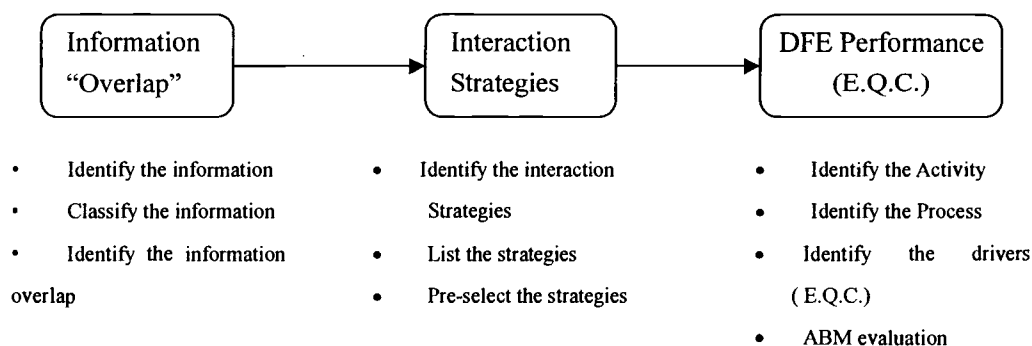 Information
“Overlap”
Interaction
Strategies
DFE Performance
(E.Q.C.)
• Identify the information
• Classify the information
• Identify the information
overlap
• Identify the interaction
Strategies
• List the strategies
• Pre-select the strategies
• Identify the Activity
• Identify the Process
• Identify the drivers
( E.Q.C.)
• ABM evaluation